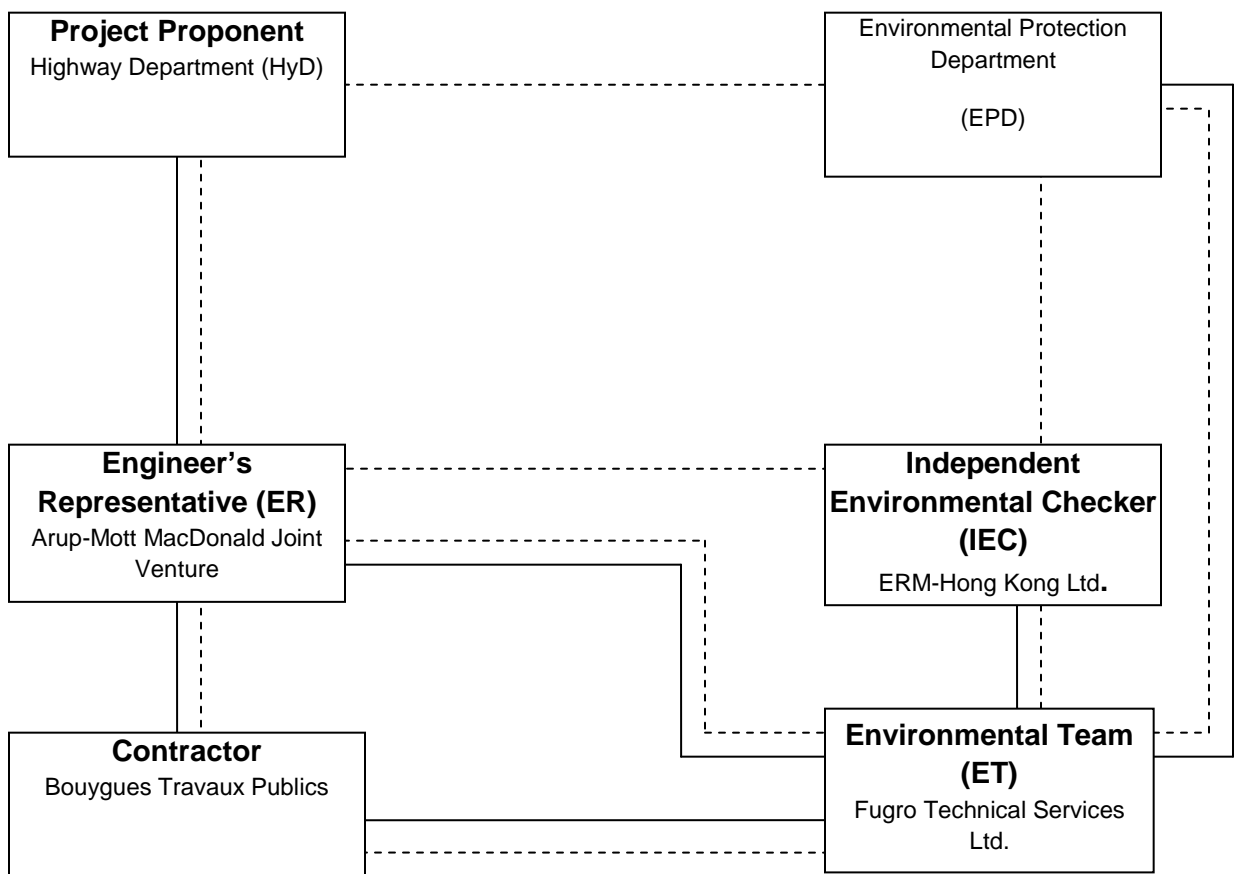 Project Proponent
Highway Department (HyD)
Environmental Protection
Department
(EPD)
Engineer's
Representative (ER)
Arup-Mott MacDonald Joint
Venture
Independent
Environmental Checker
(IEC)
ERM-Hong Kong Ltd.
Contractor
Bouygues Travaux Publics
Environmental Team
(ET)
Fugro Technical Services
Ltd.